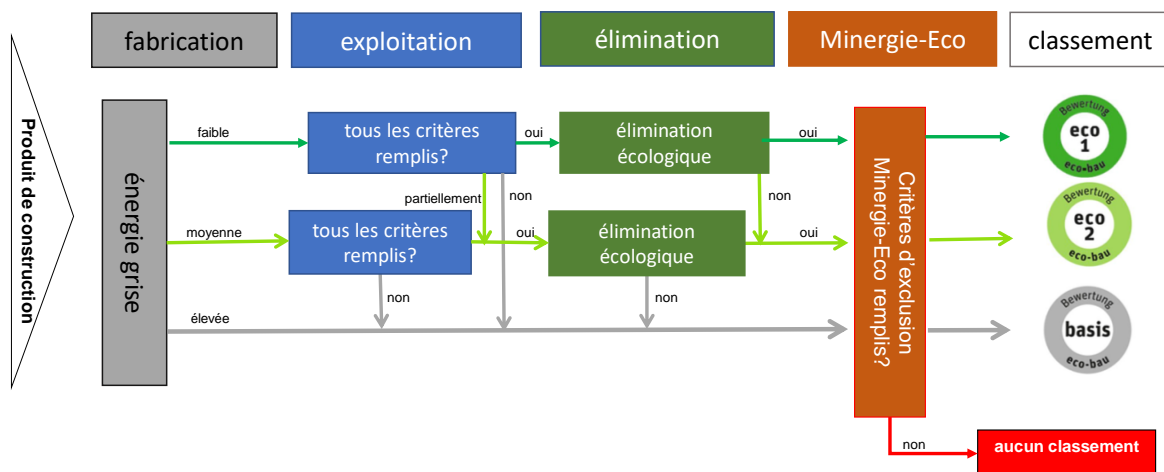 fabrication
exploitation
élimination
Minergie-Eco
classement
Produit de construction
énergie grise
faible
tous les critères
remplis?
oui
élimination
écologique
oui
Bewertung
eco
1
eco-bau
partiellement
non
non
moyenne
tous les critères
remplis?
oui
élimination
écologique
oui
Critères d'exclusion
Minergie-Eco remplis?
Bewertung
eco
2
eco-bau
non
non
élevée
Bewertung
basis
eco-bau
non
aucun classement